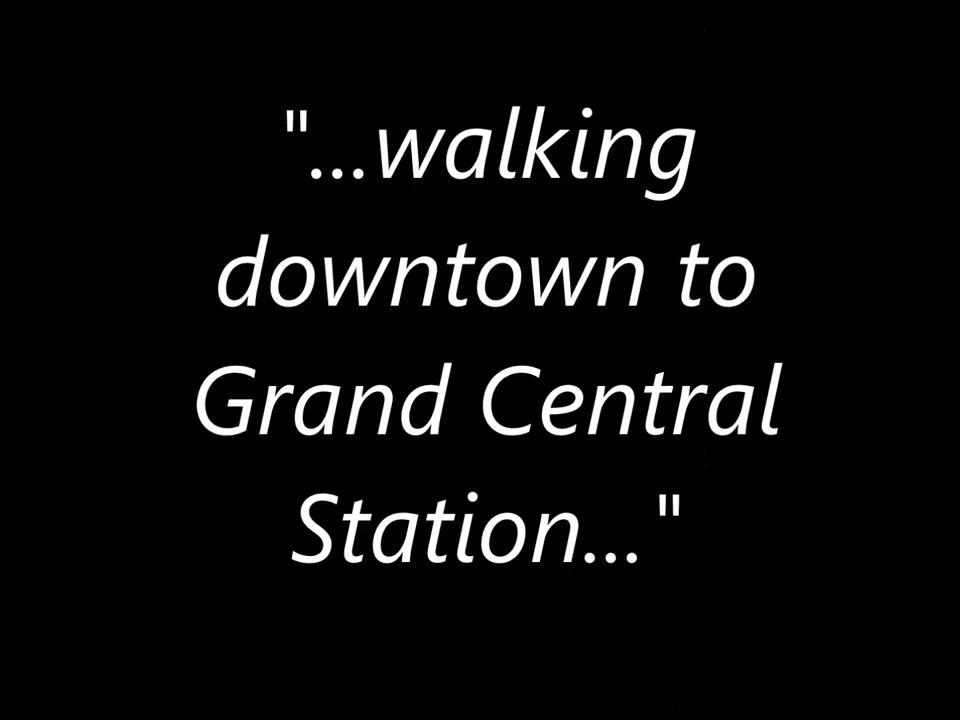 "...walking
downtown to
Grand Central
Station..."